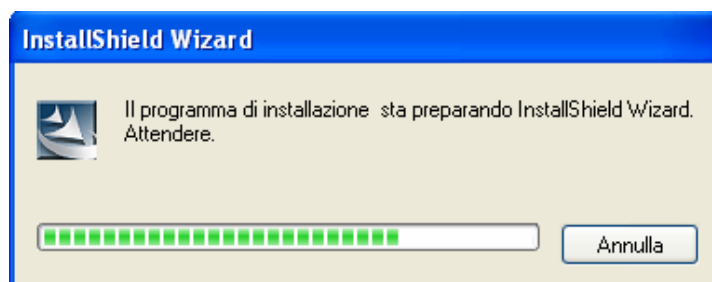 InstallShield Wizard
Il programma di installazione  sta preparando InstallShield Wizard.
Attendere.
Annulla